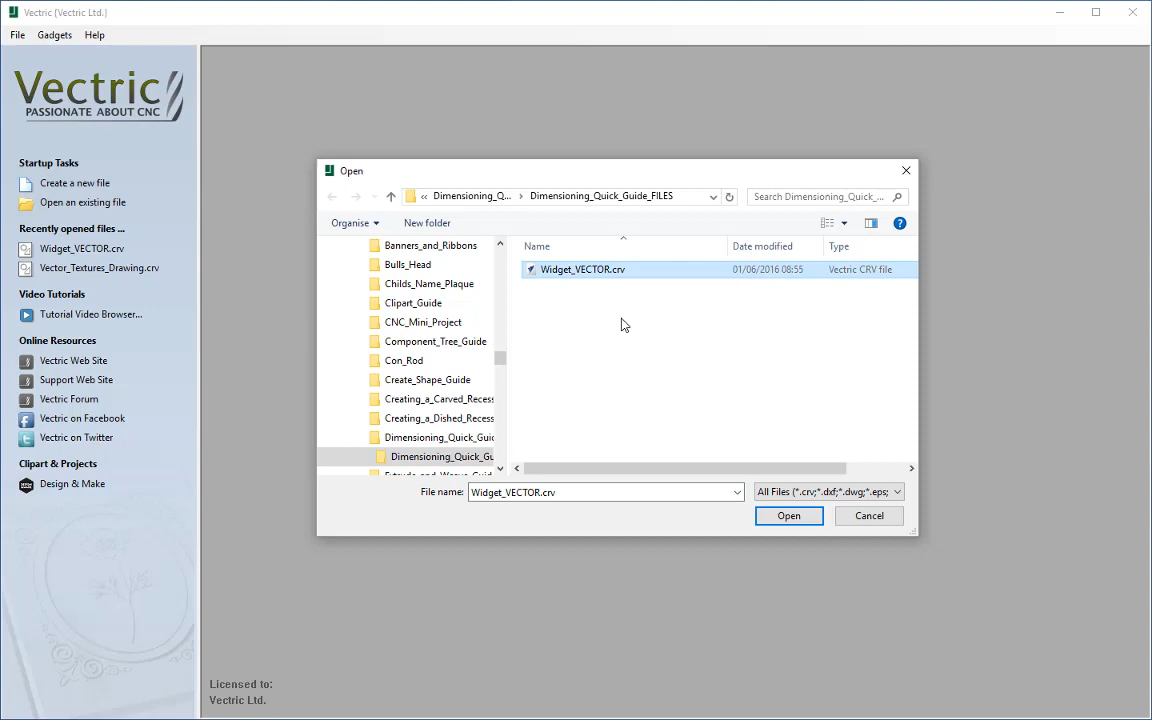 Vectric {Vectric Ltd.}
File Gadgets Help
Vectric
PASSIONATE ABOUT CNC
Startup Tasks
Create a new file
Open an existing file
Recently opened files ...
Widget_VECTOR.crv
Vector_Textures_Drawing.crv
Video Tutorials
Tutorial Video Browser...
Online Resources
Vectric Web Site
Support Web Site
Vectric Forum
Vectric on Facebook
Vectric on Twitter
Clipart & Projects
Design & Make
Open
« Dimensioning_Q... › Dimensioning_Quick_Guide_FILES
Search Dimensioning_Quick_...
Organise New folder
Banners_and_Ribbons
Bulls_Head
Childs_Name_Plaque
Clipart_Guide
CNC_Mini_Project
Component_Tree_Guide
Con_Rod
Create_Shape_Guide
Creating_a_Carved_Recess
Creating_a_Dished_Recess
Dimensioning_Quick_Guid
Dimensioning_Quick_Gu
Name Date modified Type
Widget_VECTOR.crv 01/06/2016 08:55 Vectric CRV file
File name: Widget_VECTOR.crv
All Files (*.crv;*.dxf;*.dwg;*.eps;
Open Cancel
Licensed to:
Vectric Ltd.